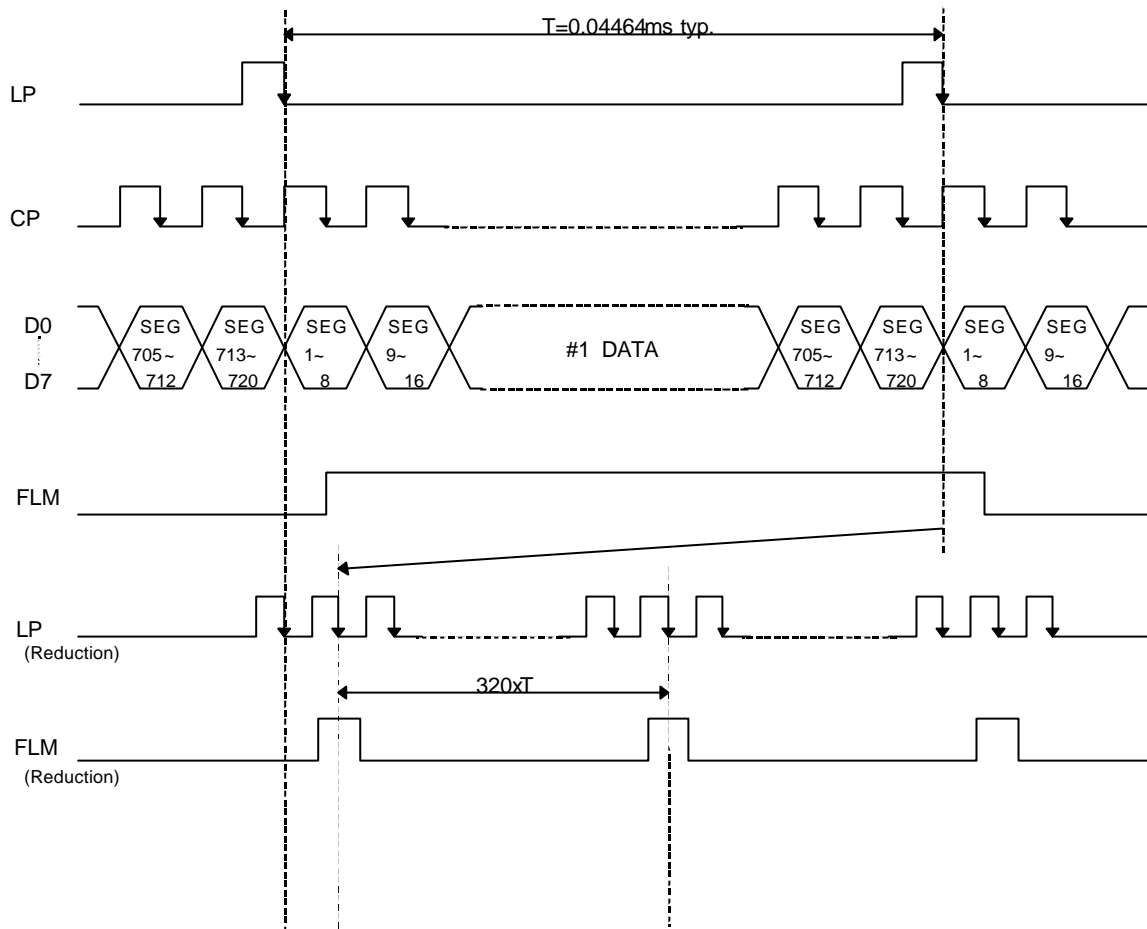 T=0.04464ms typ.
LP
CP
D0
D7
SEG 705~ 712
SEG 713~ 720
SEG 1~ 8
SEG 9~ 16
#1 DATA
SEG 705~ 712
SEG 713~ 720
SEG 1~ 8
SEG 9~ 16
FLM
LP
(Reduction)
320xT
FLM
(Reduction)